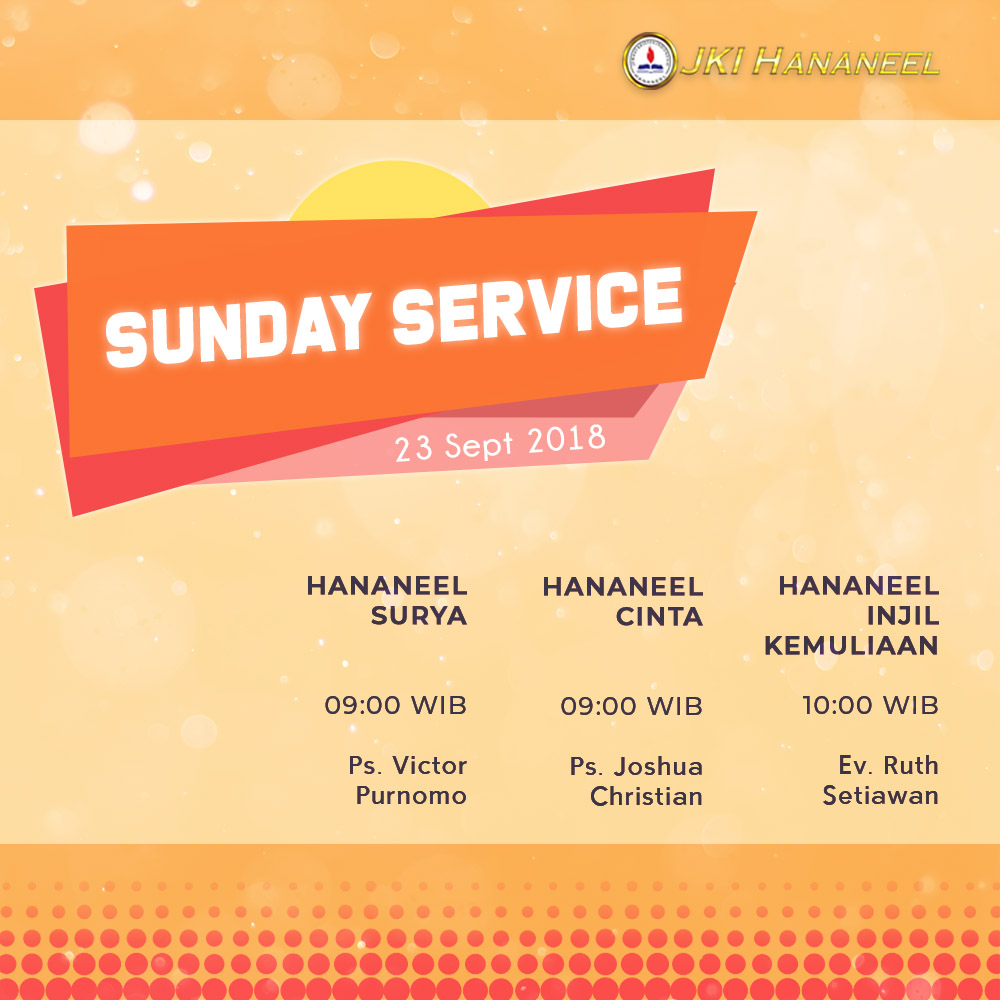 JKI HANANEEL
SUNDAY SERVICE
23 Sept 2018
HANANEEL
SURYA
09:00 WIB
Ps. Victor
Purnomo
HANANEEL
CINTA
09:00 WIB
Ps. Joshua
Christian
HANANEEL
INJIL
KEMULIAAN
10:00 WIB
Ev. Ruth
Setiawan